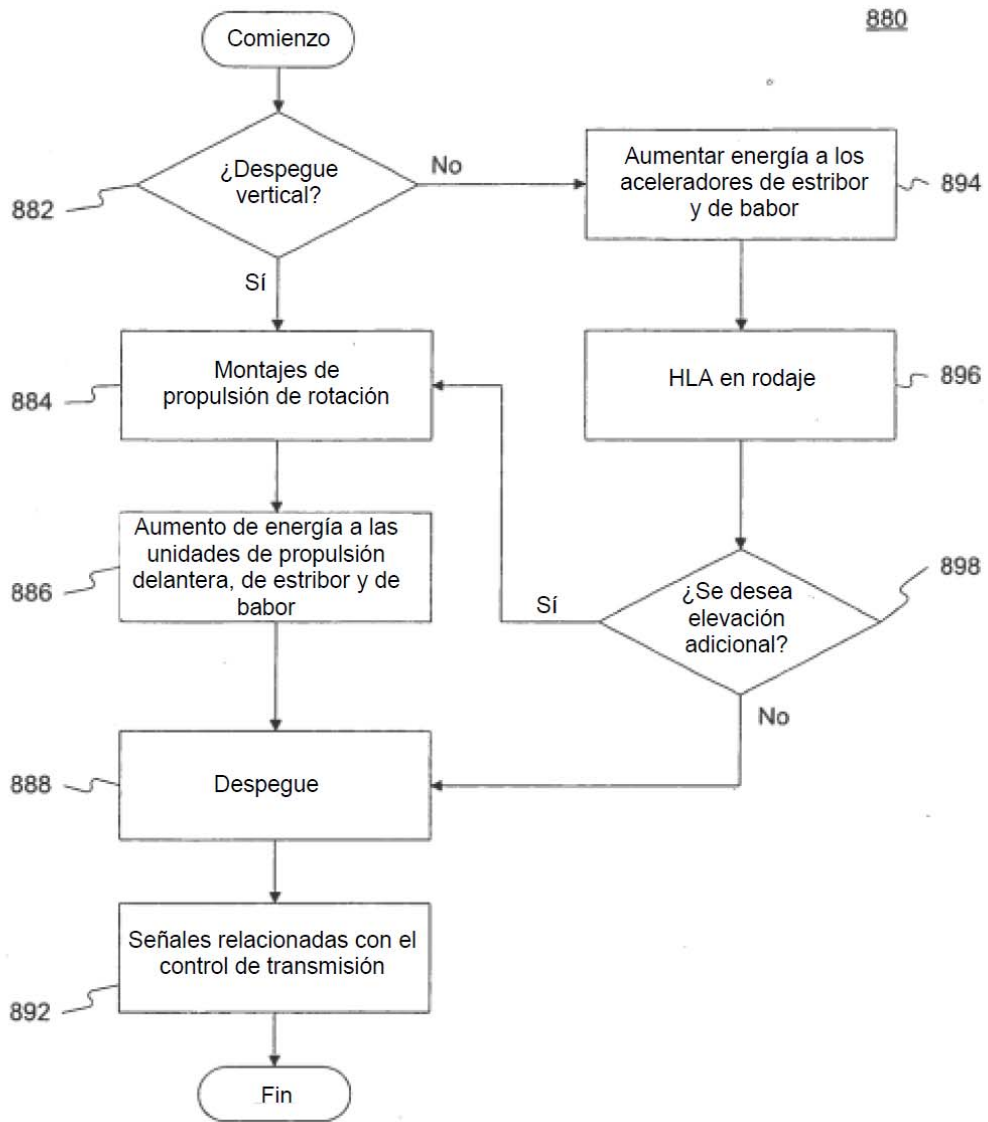 880
Comienzo
¿Despegue
vertical?
882
No
Sí
Aumentar energía a los
aceleradores de estribor
y de babor
894
Montajes de
propulsión de rotación
884
HLA en rodaje
896
Aumento de energía a las
unidades de propulsión
delantera, de estribor y de
babor
886
¿Se desea
elevación
adicional?
898
Sí
No
Despegue
888
Señales relacionadas con el
control de transmisión
892
Fin